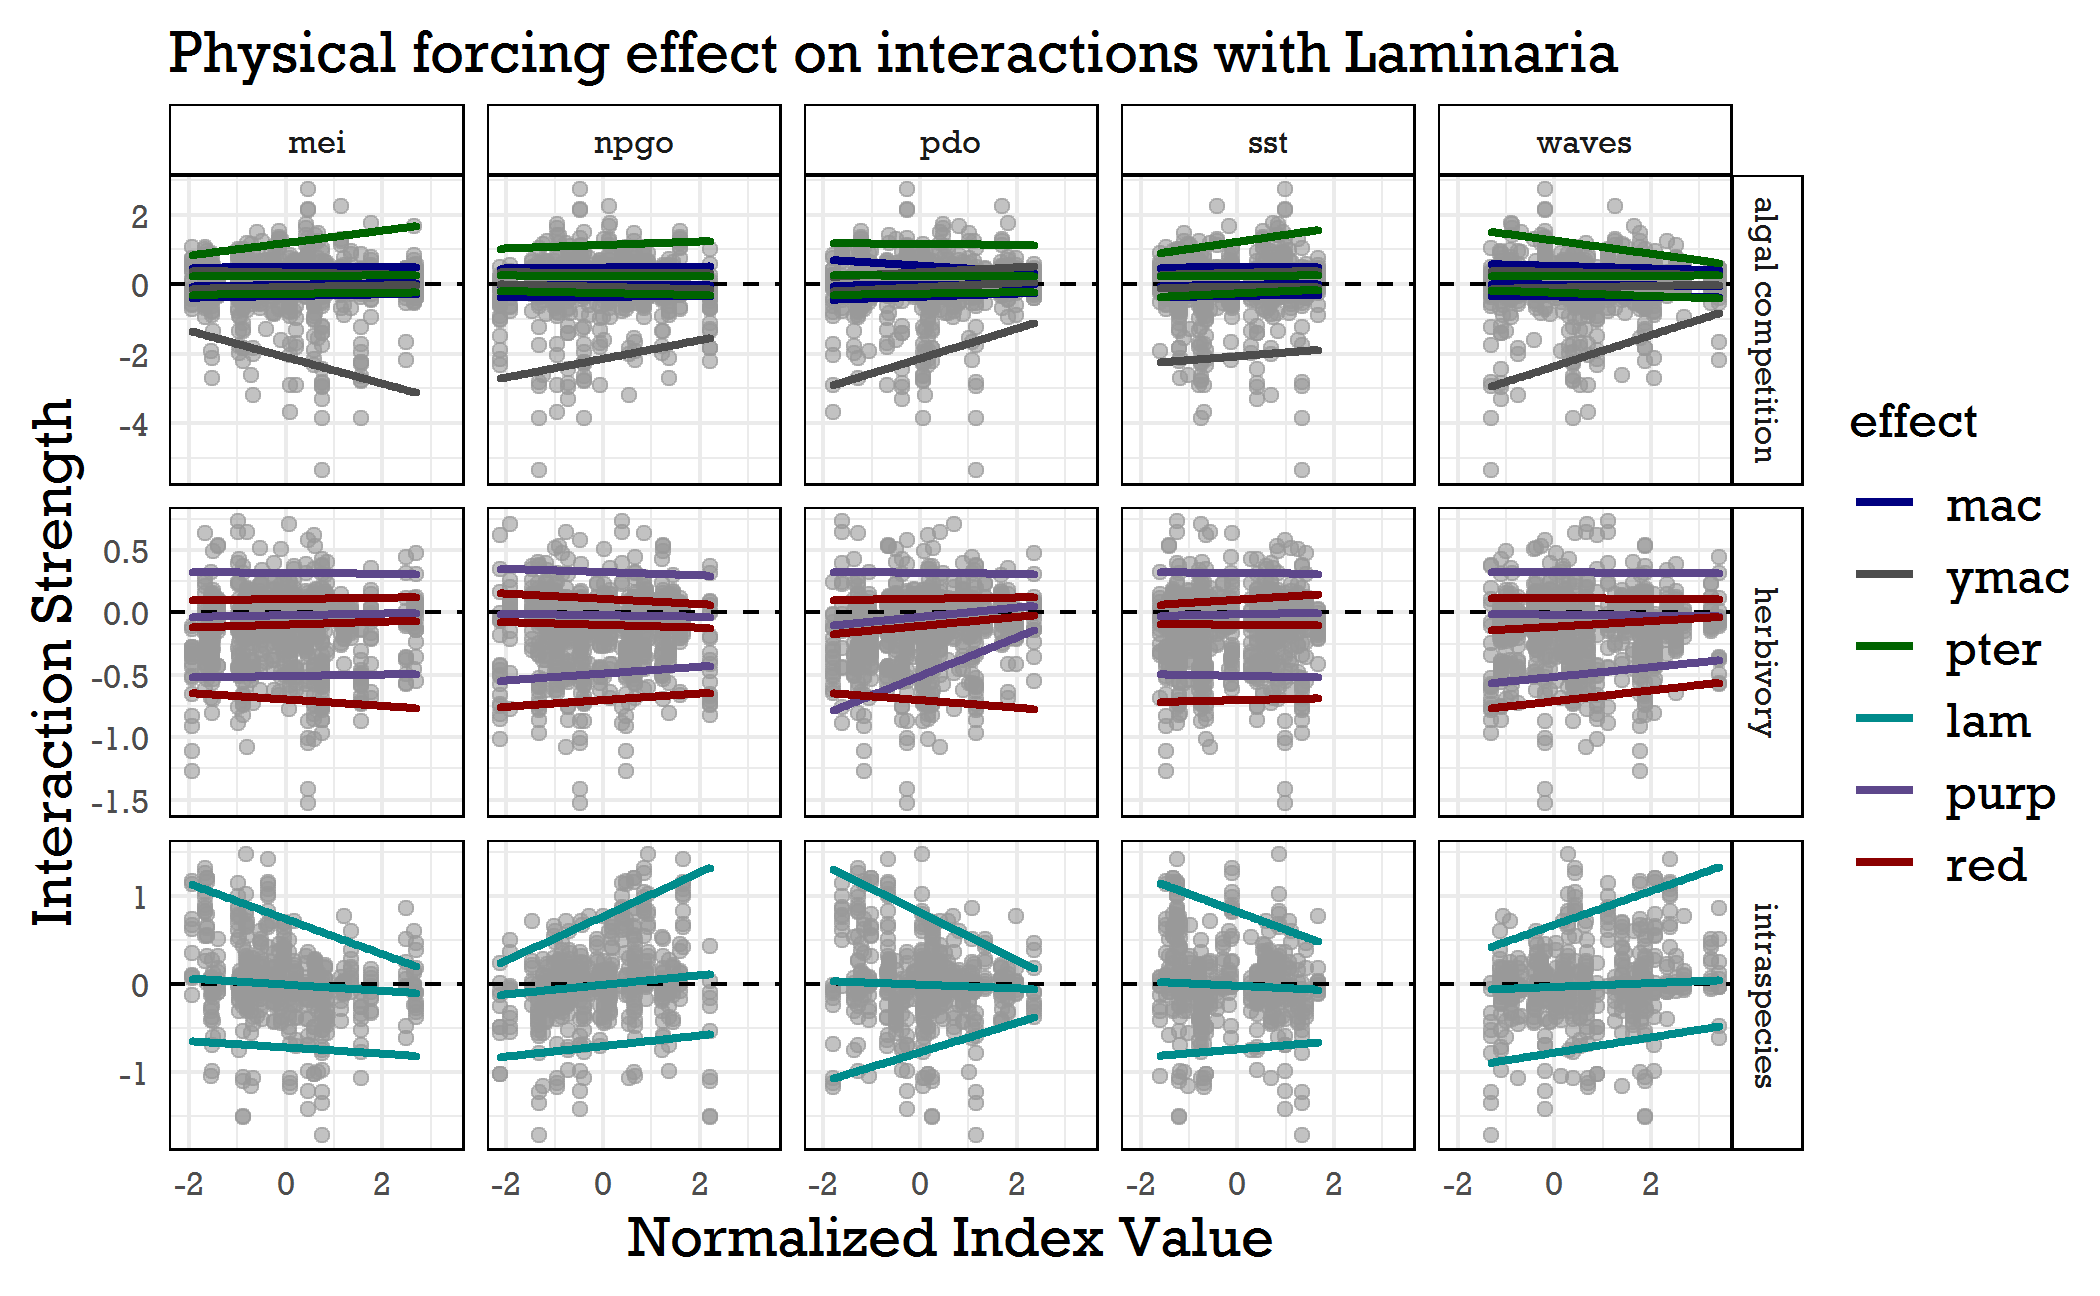 Physical forcing effect on interactions with Laminaria
mei npgo pdo sst waves
Interaction Strength
2
0
-2
-4
algal competition
0.5
0.0
-0.5
-1.0
-1.5
herbivory
1
0
-1
intraspecies
-2 0 2 -2 0 2 -2 0 2 -2 0 2 -2 0 2
Normalized Index Value
effect
mac
ymac
pter
lam
purp
red